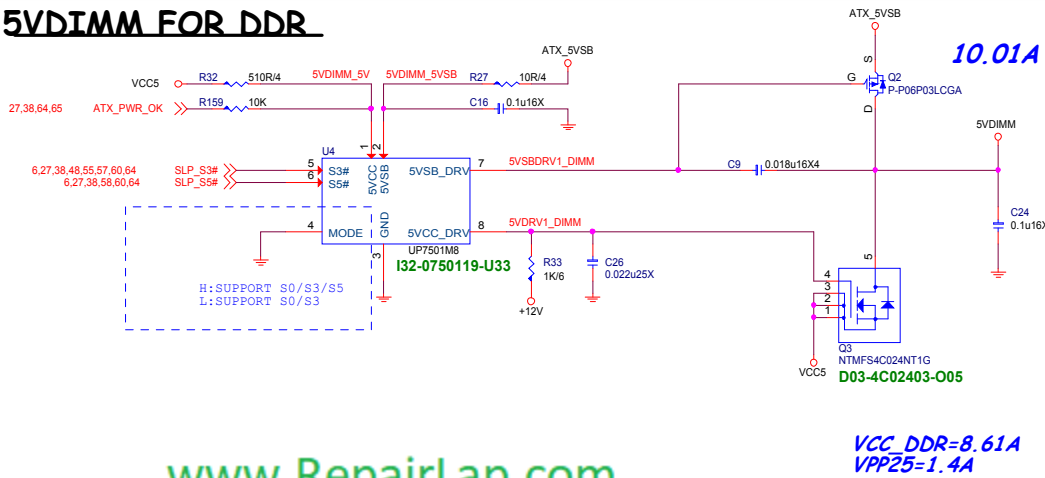 5VDIMM FOR DDR
ATX_5VSB
10.01A
ATX_5VSB
VCC5 R32 510R/4 5VDIMM_5V 5VDIMM_5VSB R27 10R/4
S
G Q2
P-P06P03LCGA
D
27,38,64,65 ATX_PWR_OK R159 10K C16 0.1u16X
5VDIMM
U4 1 2
6,27,38,48,55,57,60,64 SLP_S3# 5 S3# 5VCC 5VSB 5VSB_DRV 7 5VSBDRV1_DIMM C9 0.018u16X4
6,27,38,58,60,64 SLP_S5# 6 S5#
C24
0.1u16X
4 MODE GND 5VCC_DRV 8 5VDRV1_DIMM
3 UP7501M8
I32-0750119-U33
R33
1K/6
C26
0.022u25X
+12V
H:SUPPORT S0/S3/S5
L:SUPPORT S0/S3
5
4
3
2
1
Q3
NTMFS4C024NT1G
VCC5 D03-4C02403-O05
VCC_DDR=8.61A
VPP25=1.4A
www.RepairLap.com